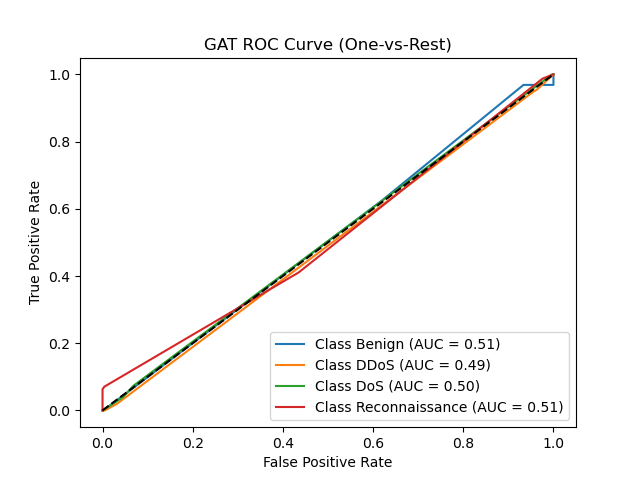 GAT ROC Curve (One-vs-Rest)
1.0
0.8
0.6
0.4
0.2
0.0
True Positive Rate
Class Benign (AUC = 0.51)
Class DDoS (AUC = 0.49)
Class DoS (AUC = 0.50)
Class Reconnaissance (AUC = 0.51)
0.0 0.2 0.4 0.6 0.8 1.0
False Positive Rate